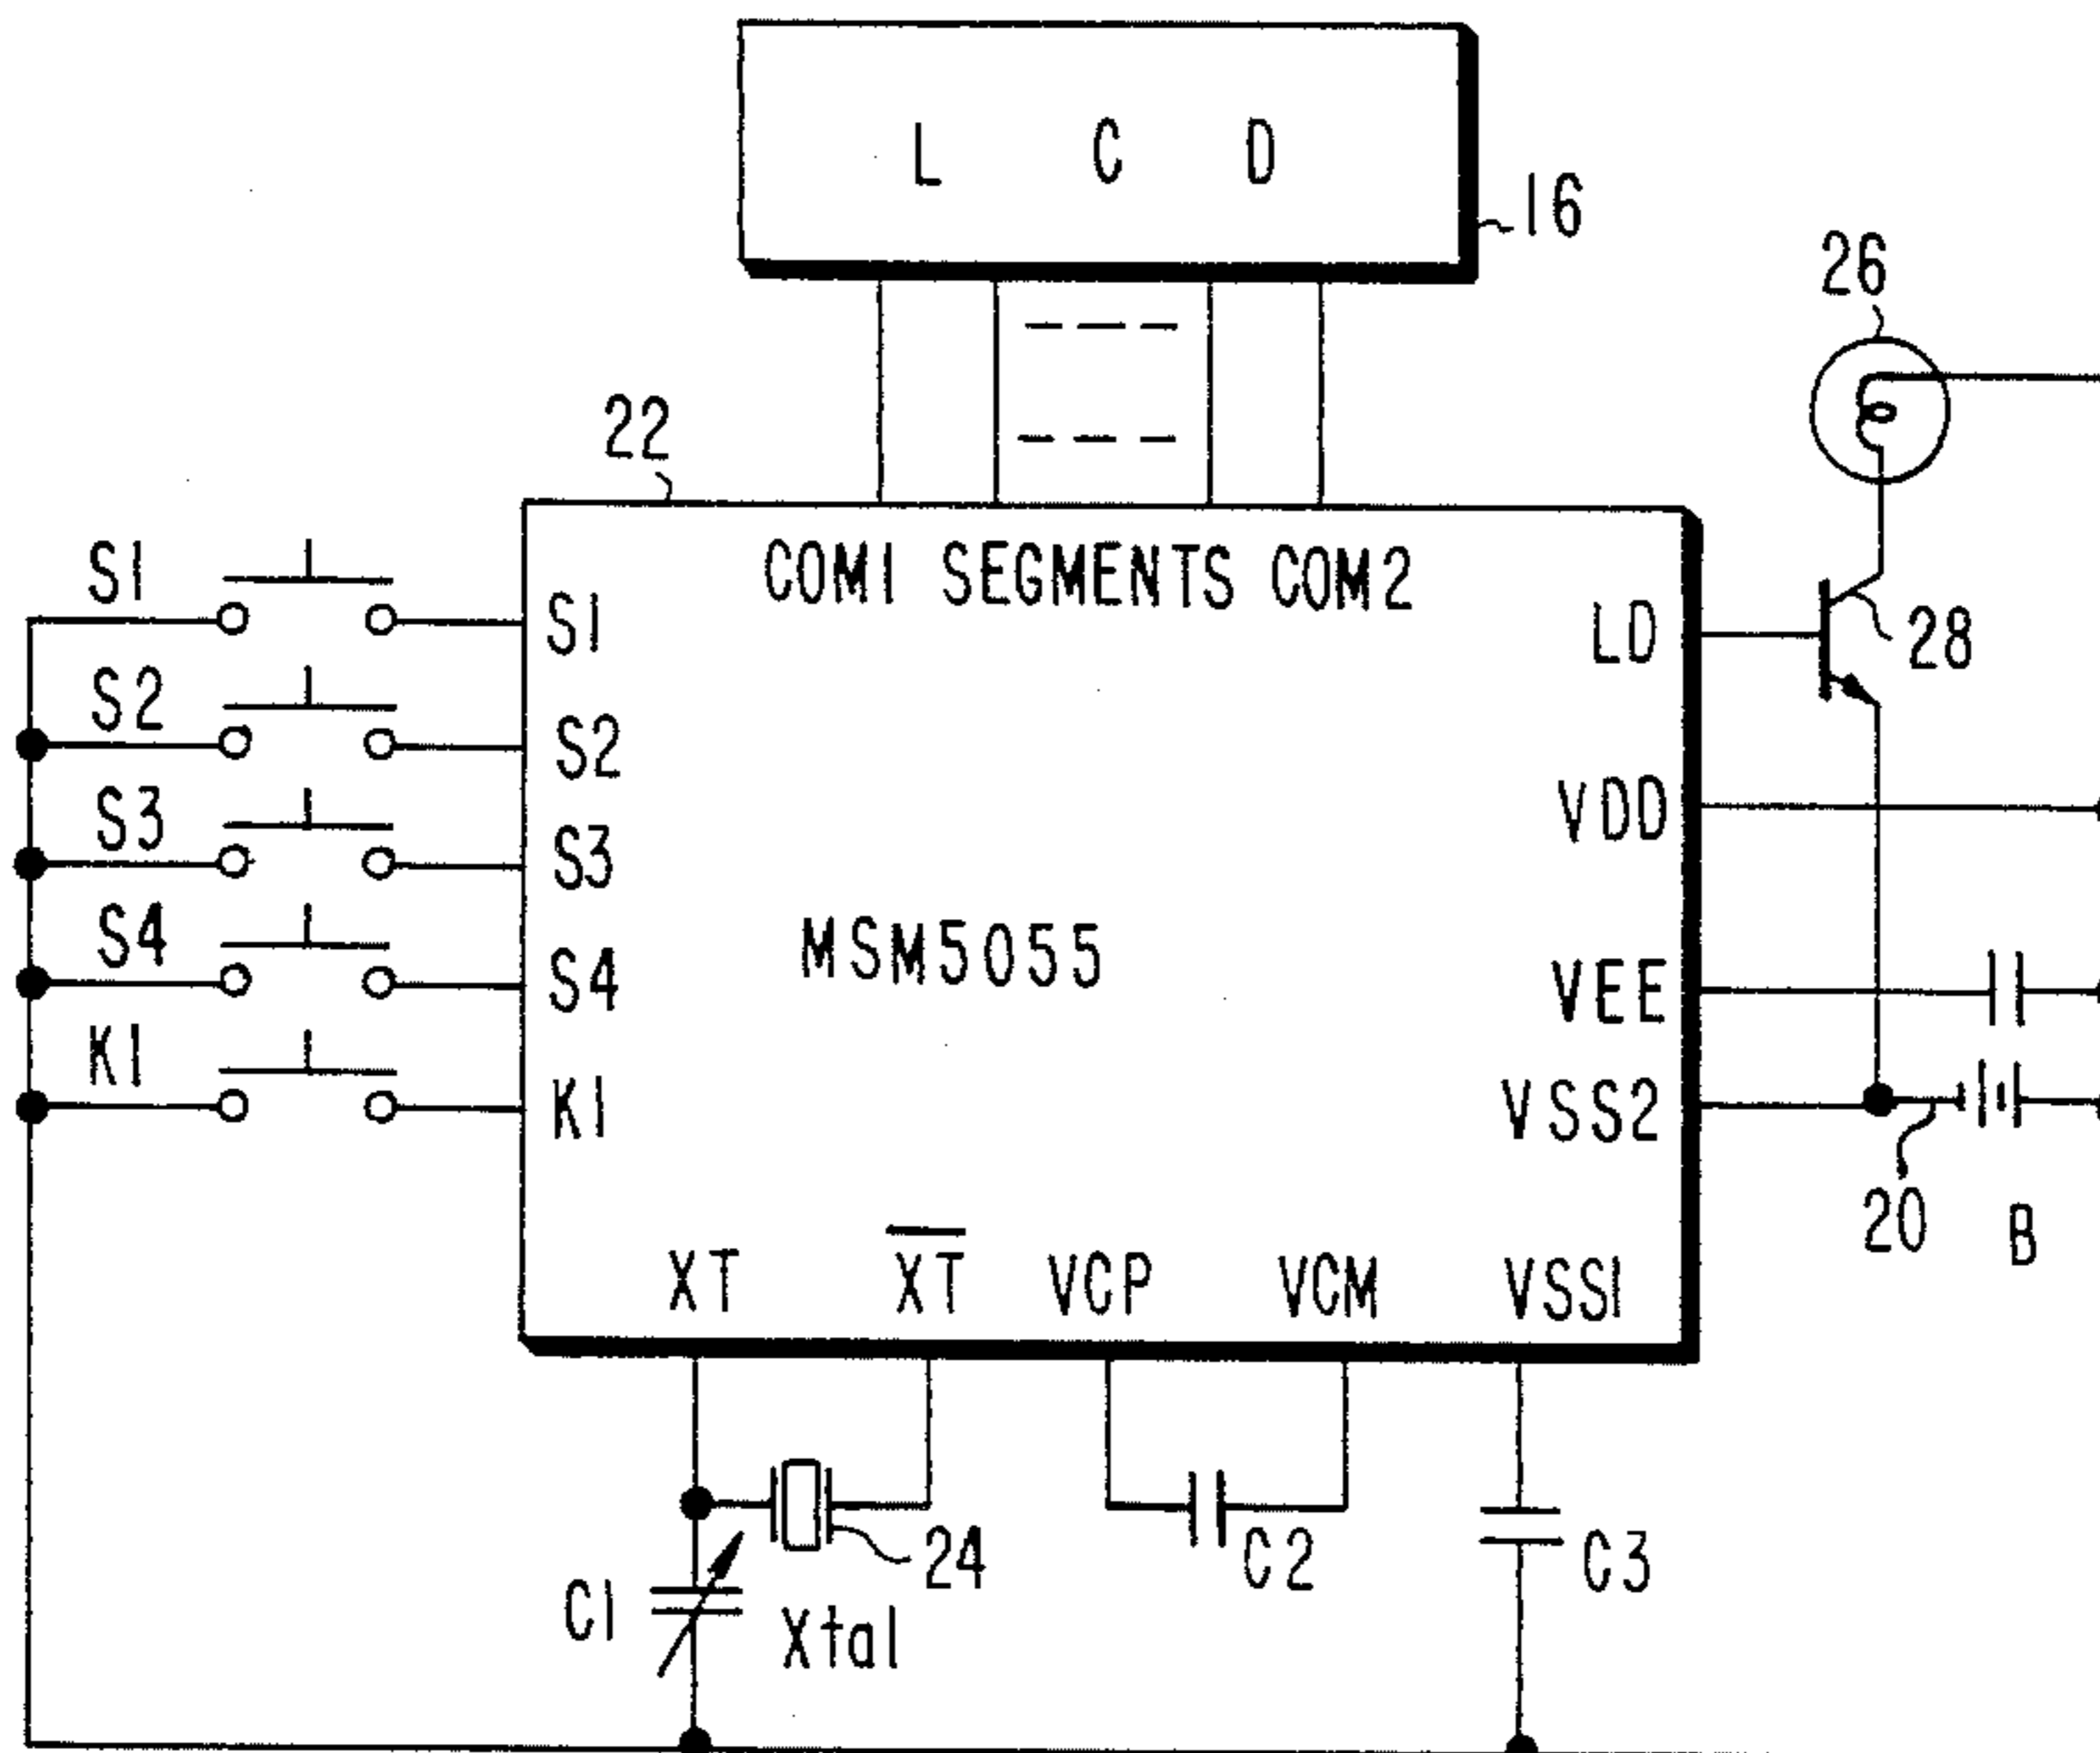 L C D
16
26
22
COM1 SEGMENTS COM2
S1
S1
LD
28
S2
S2
VDD
S3
S3
S4
S4
MSM5055
VEE
K1
K1
VSS2
20
B
XT
X̅T̅
VCP
VCM
VSS1
24
C2
C3
C1
Xtal